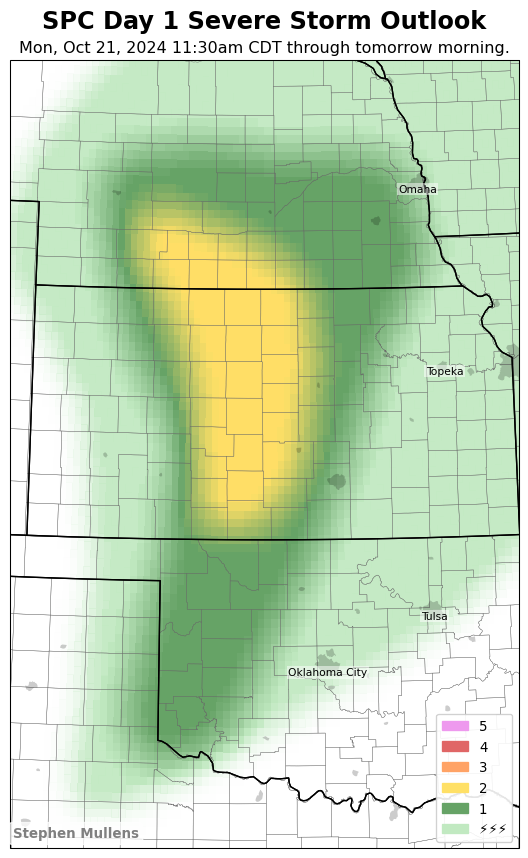 SPC Day 1 Severe Storm Outlook
Mon, Oct 21, 2024 11:30am CDT through tomorrow morning.
Omaha
Topeka
Tulsa
Oklahoma City
5
4
3
2
1
⚡⚡⚡
Stephen Mullens